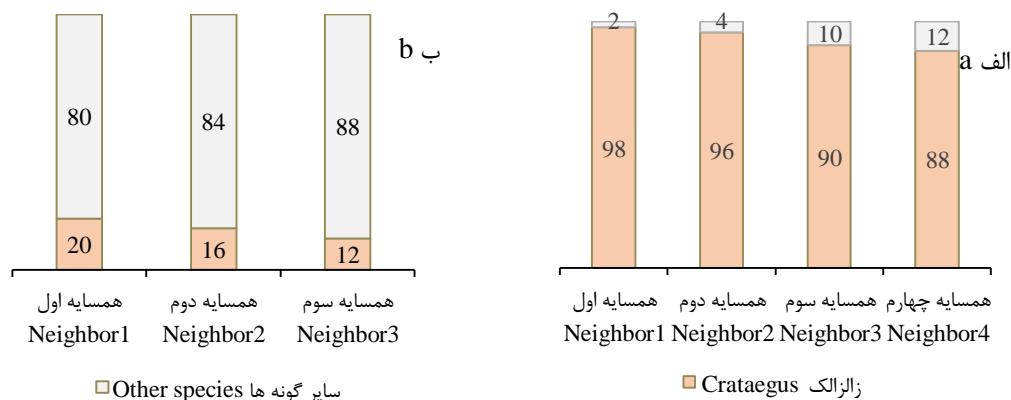 ب b
80 84 88
20 16 12
همسایه اول همسایه دوم همسایه سوم
Neighbor1 Neighbor2 Neighbor3
سایر گونه ها Other species
الف a
2 4 10 12
98 96 90 88
همسایه اول همسایه دوم همسایه سوم همسایه چهارم
Neighbor1 Neighbor2 Neighbor3 Neighbor4
زالزالک Crataegus